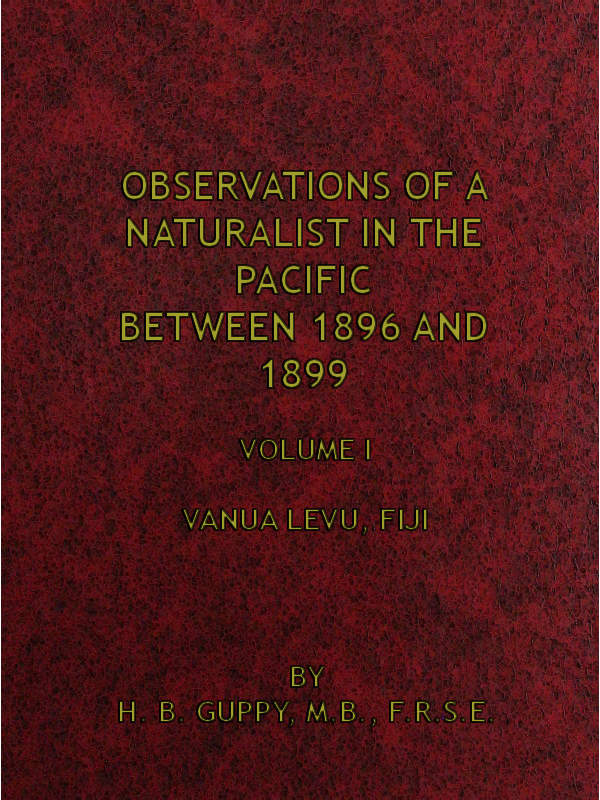 OBSERVATIONS OF A
NATURALIST IN THE
PACIFIC
BETWEEN 1896 AND
1899
VOLUME I
VANUA LEVU, FIJI
BY
H. B. GUPPY, M.B., F.R.S.E.